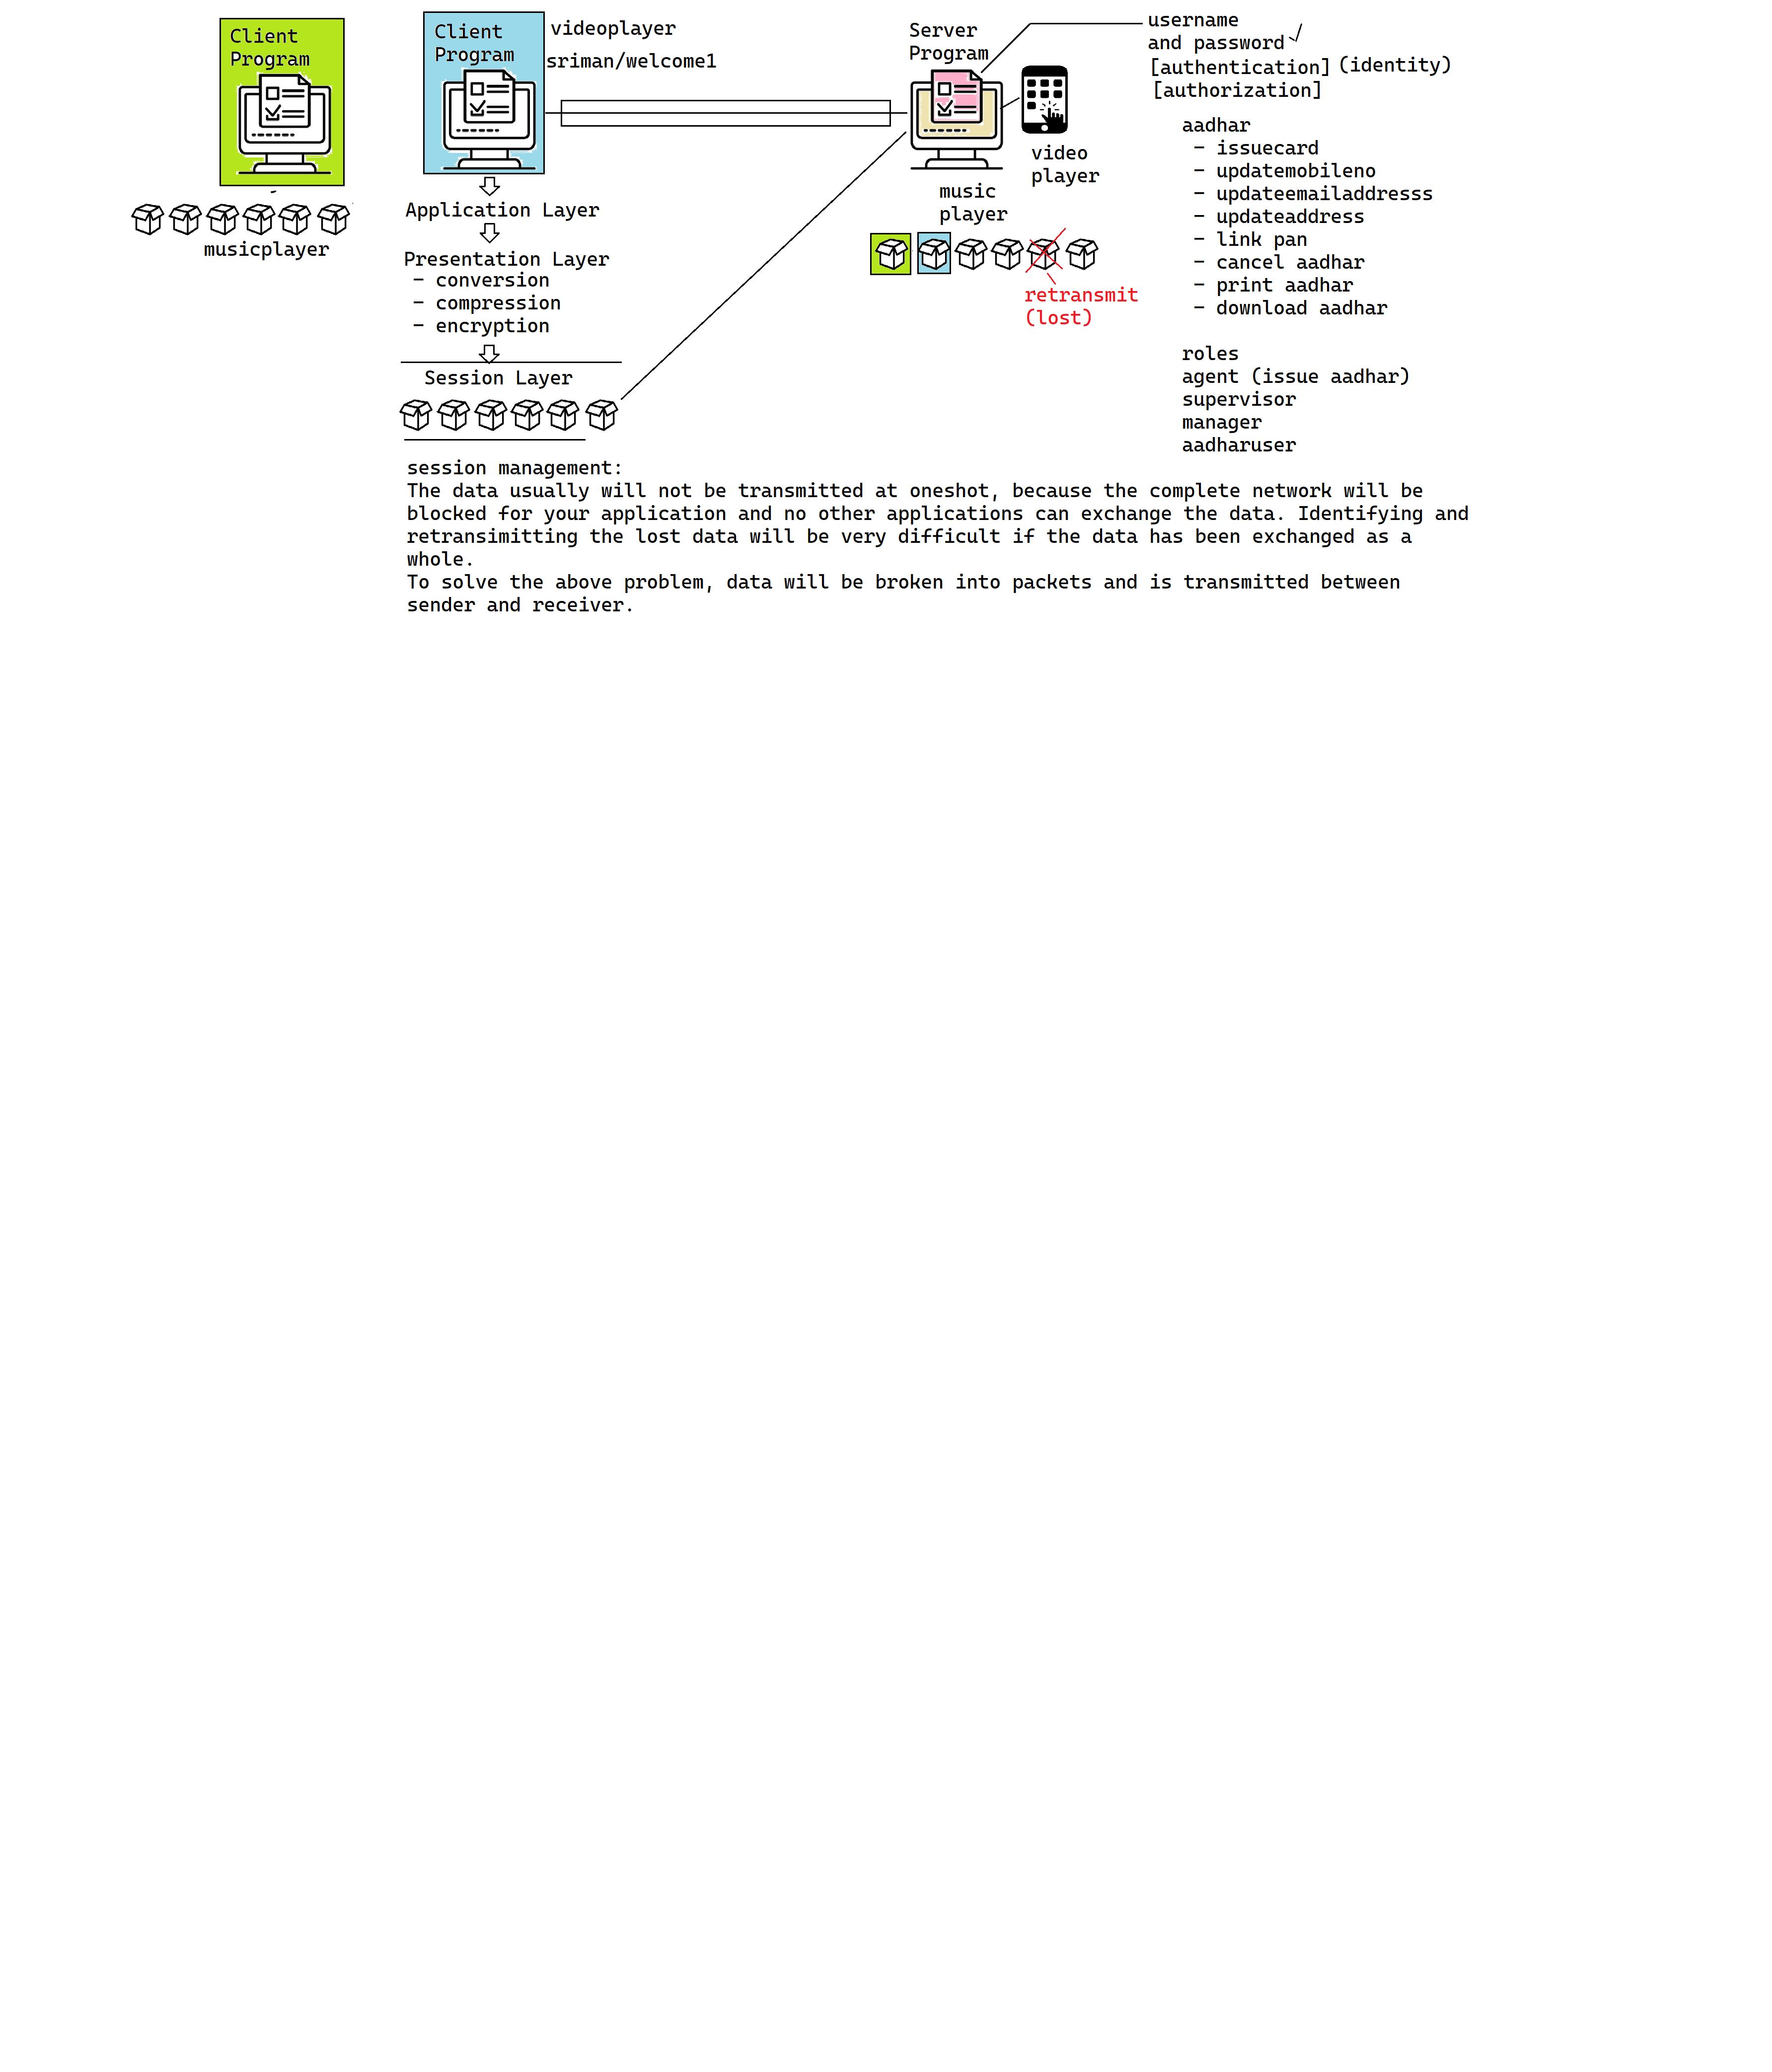 Client
Program
musicplayer
Client
Program
videoplayer
sriman/welcome1
Application Layer
Presentation Layer
- conversion
- compression
- encryption
Session Layer
Server
Program
music
player
video
player
retransmit
(lost)
username
and password
[authentication] (identity)
[authorization]
aadhar
- issuecard
- updatemobileno
- updateemailaddresss
- updateaddress
- link pan
- cancel aadhar
- print aadhar
- download aadhar
roles
agent (issue aadhar)
supervisor
manager
aadharuser
session management:
The data usually will not be transmitted at oneshot, because the complete network will be
blocked for your application and no other applications can exchange the data. Identifying and
retransimitting the lost data will be very difficult if the data has been exchanged as a
whole.
To solve the above problem, data will be broken into packets and is transmitted between
sender and receiver.